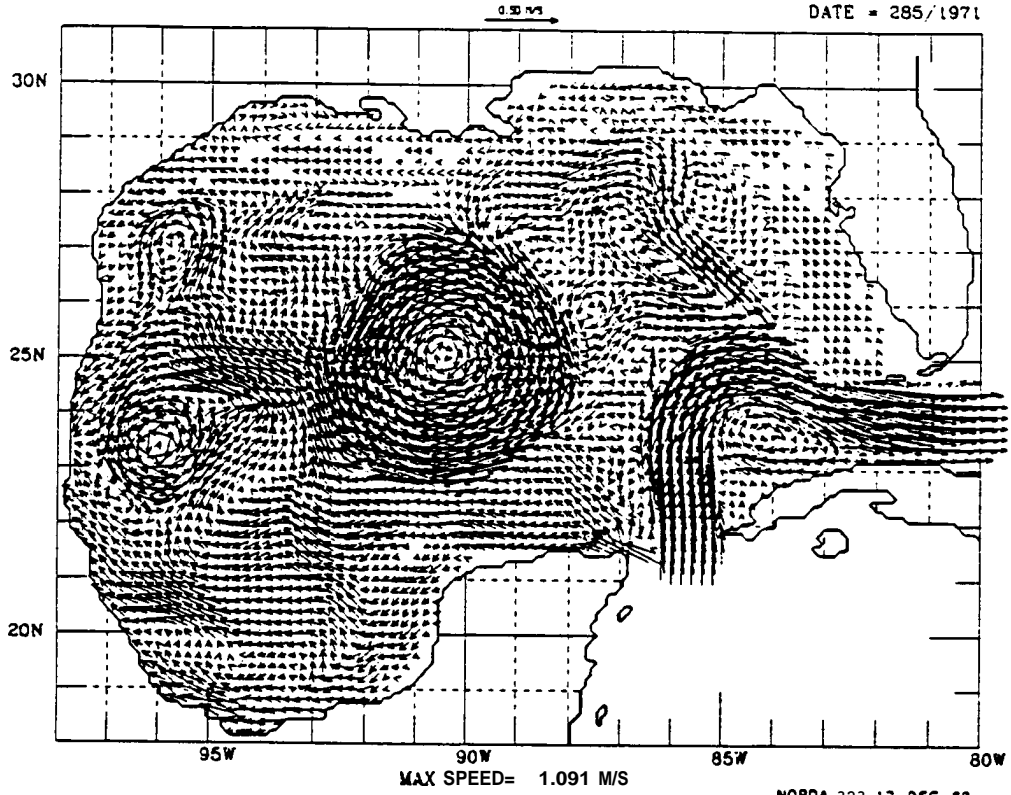 0.50 M/S
DATE = 285/1971
30N
25N
20N
95W
90W
85W
80W
MAX SPEED= 1.091 M/S